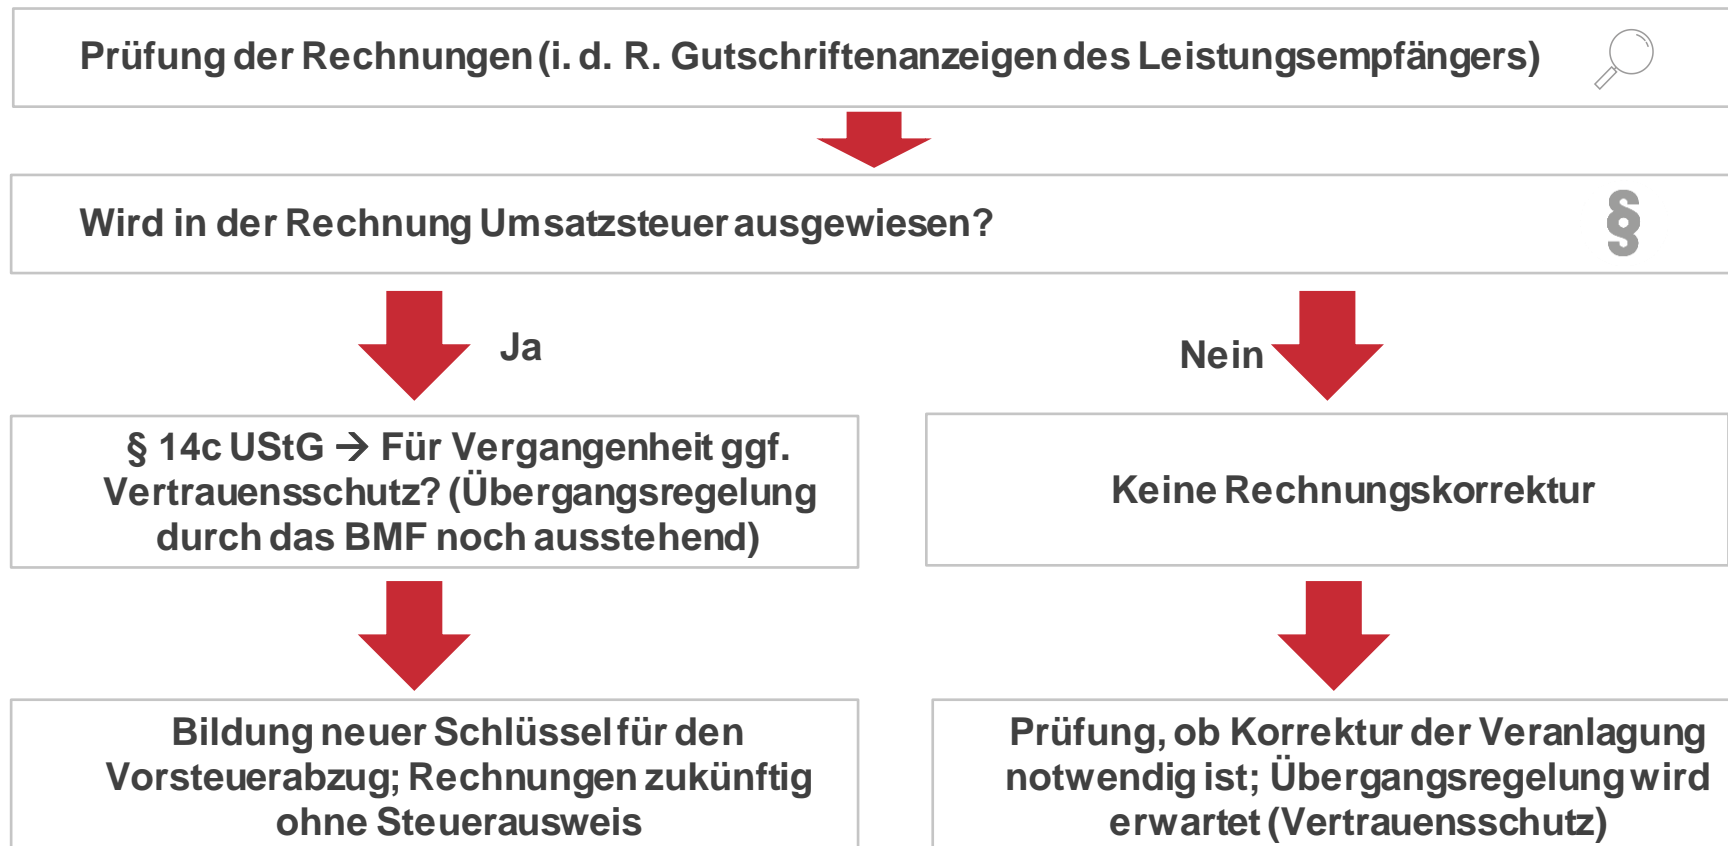 Prüfung der Rechnungen (i. d. R. Gutschriftenanzeigen des Leistungsempfängers)
Wird in der Rechnung Umsatzsteuer ausgewiesen?
§
Ja
Nein
§ 14c UStG → Für Vergangenheit ggf.
Vertrauensschutz? (Übergangsregelung
durch das BMF noch ausstehend)
Keine Rechnungskorrektur
Bildung neuer Schlüssel für den
Vorsteuerabzug; Rechnungen zukünftig
ohne Steuerausweis
Prüfung, ob Korrektur der Veranlagung
notwendig ist; Übergangsregelung wird
erwartet (Vertrauensschutz)